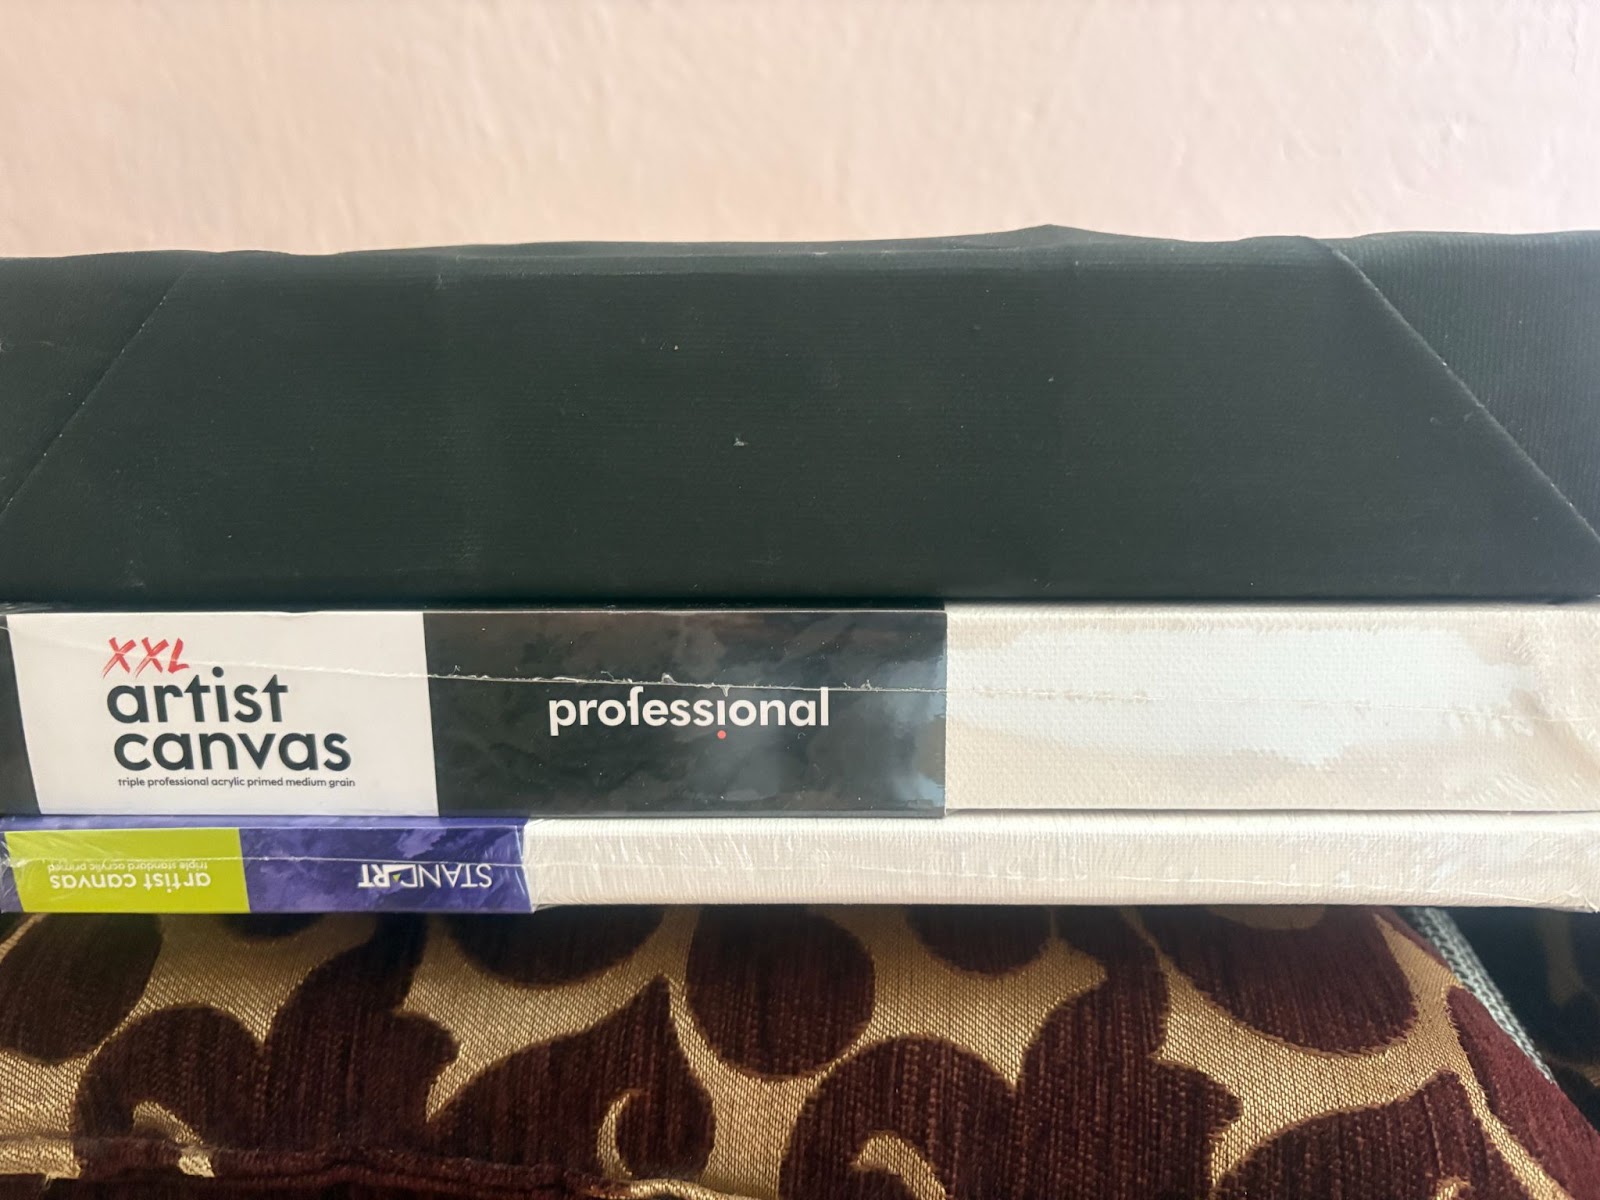 XXL
artist
canvas
triple professional acrylic primed medium grain
professional
artist canvas
triple standard acrylic primed
STANDART